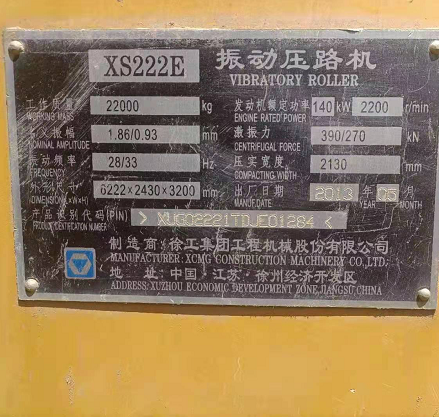 XS222E 振动压路机
VIBRATORY ROLLER
工作质量 22000 kg 发动机额定功率 140 kW 2200 r/min
WORKING MASS ENGINE RATED POWER
名义振幅 1.86/0.93 mm 激振力 390/270 kN
NOMINAL AMPLITUDE CENTRIFUGAL FORCE
振动频率 28/33 Hz 压实宽度 2130 mm
FREQUENCY COMPACTING WIDTH
外形尺寸 6222×2430×3200 mm 出厂日期 2013 年 05 月
DIMENSION(L×W×H) MANUF.DATE YEAR MONTH
产品识别代码(PIN)
PRODUCT IDENTIFICATION NUMBER
制造商:徐工集团工程机械股份有限公司
MANUFACTURER: XCMG CONSTRUCTION MACHINERY CO.,LTD.
地 址:中国·江苏·徐州经济开发区
ADDRESS:XUZHOU ECONOMIC DEVELOPMENT ZONE,JIANGSU,CHINA